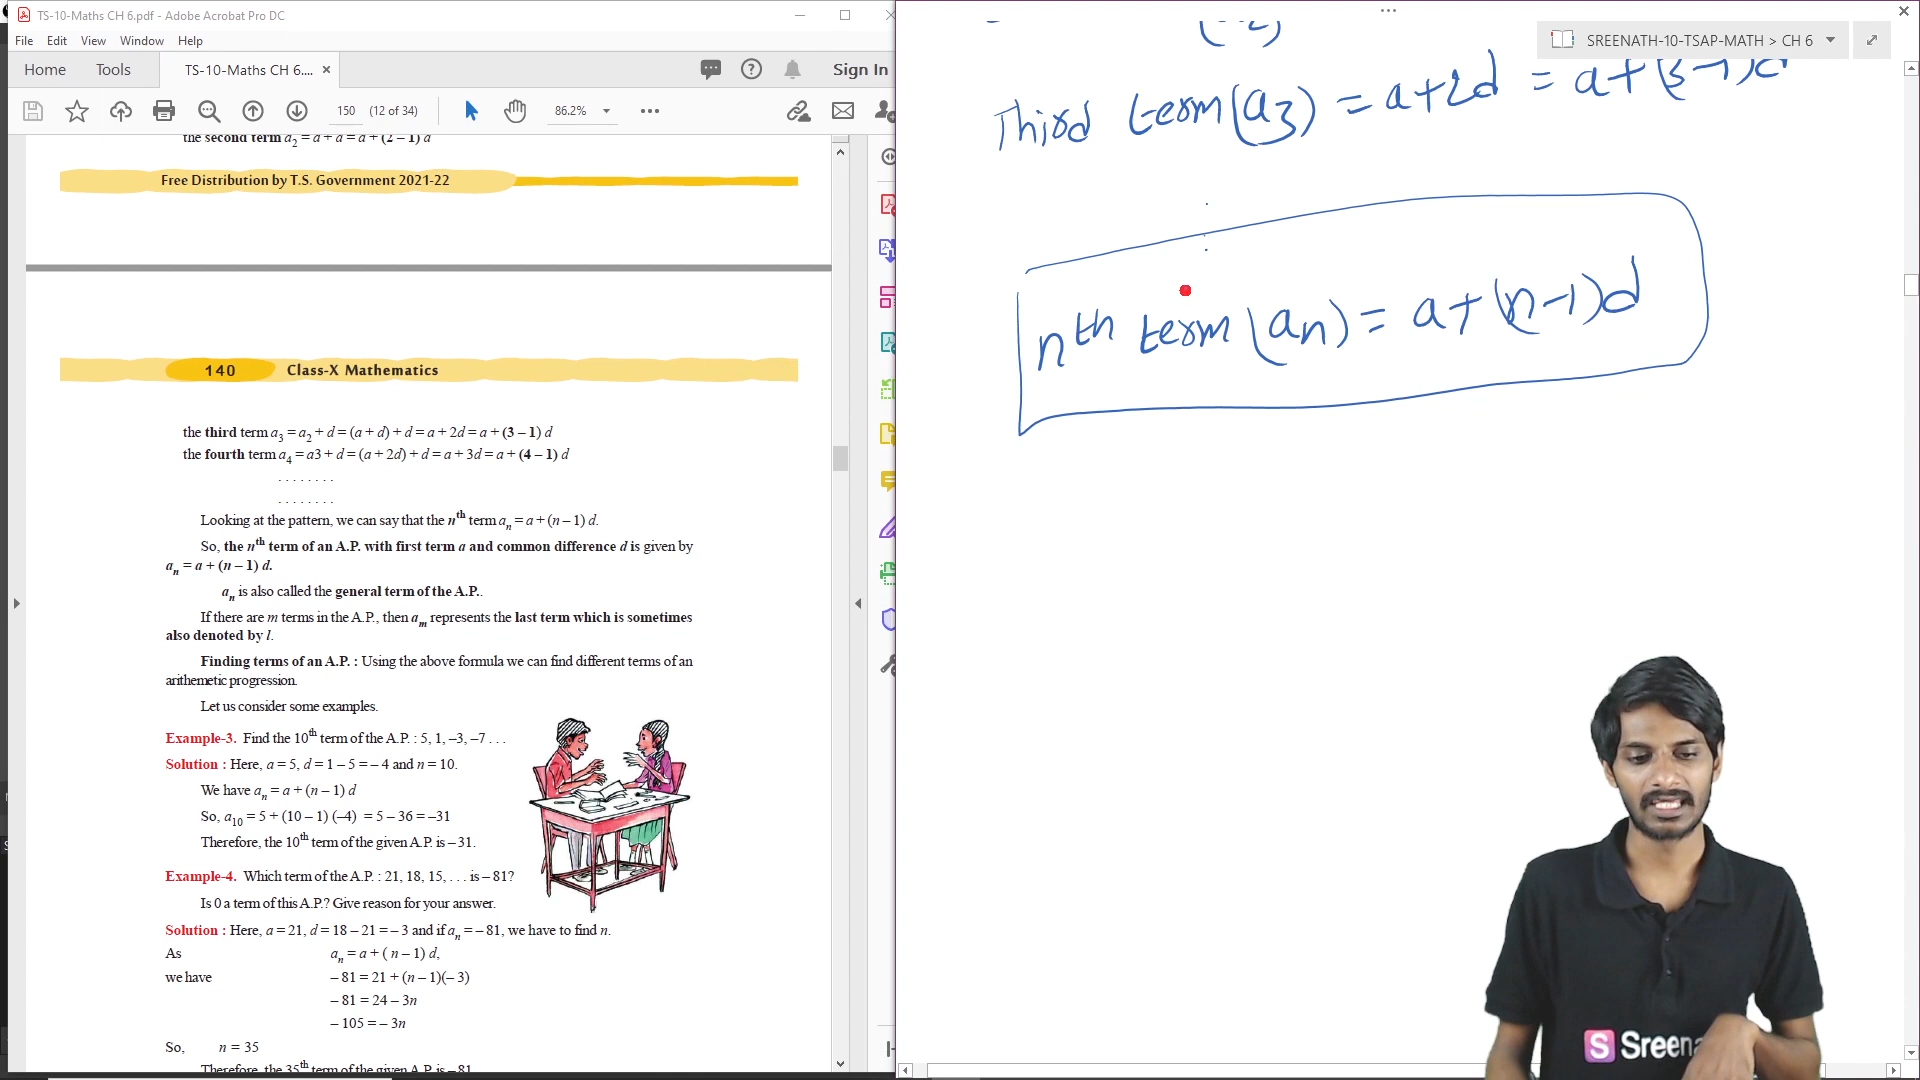 TS-10-Maths CH 6.pdf - Adobe Acrobat Pro DC
File Edit View Window Help
Home Tools TS-10-Maths CH 6.... × Sign In
150 (12 of 34) 86.2%
the second term a₂ = a + d = a + (2 – 1) d
Free Distribution by T.S. Government 2021-22
140 Class-X Mathematics
the third term a₃ = a₂ + d = (a + d) + d = a + 2d = a + (3 – 1) d
the fourth term a₄ = a3 + d = (a + 2d) + d = a + 3d = a + (4 – 1) d
. . . . . . . .
. . . . . . . .
Looking at the pattern, we can say that the nᵗʰ term aₙ = a + (n – 1) d.
So, the nᵗʰ term of an A.P. with first term a and common difference d is given by
aₙ = a + (n – 1) d.
aₙ is also called the general term of the A.P..
If there are m terms in the A.P., then aₘ represents the last term which is sometimes
also denoted by l.
Finding terms of an A.P. : Using the above formula we can find different terms of an
arithemetic progression.
Let us consider some examples.
Example-3. Find the 10ᵗʰ term of the A.P. : 5, 1, –3, –7 . . .
Solution : Here, a = 5, d = 1 – 5 = – 4 and n = 10.
We have aₙ = a + (n – 1) d
So, a₁₀ = 5 + (10 – 1) (–4) = 5 – 36 = –31
Therefore, the 10ᵗʰ term of the given A.P. is – 31.
Example-4. Which term of the A.P. : 21, 18, 15, . . . is – 81?
Is 0 a term of this A.P.? Give reason for your answer.
Solution : Here, a = 21, d = 18 – 21 = – 3 and if aₙ = – 81, we have to find n.
As aₙ = a + ( n – 1) d,
we have – 81 = 21 + (n – 1)(– 3)
– 81 = 24 – 3n
– 105 = – 3n
So, n = 35
Therefore, the 35ᵗʰ term of the given A.P. is – 81
SREENATH-10-TSAP-MATH > CH 6
Third term (a₃) = a+2d = a+(3-1)d
nᵗʰ term (aₙ) = a+(n-1)d
S Sreena